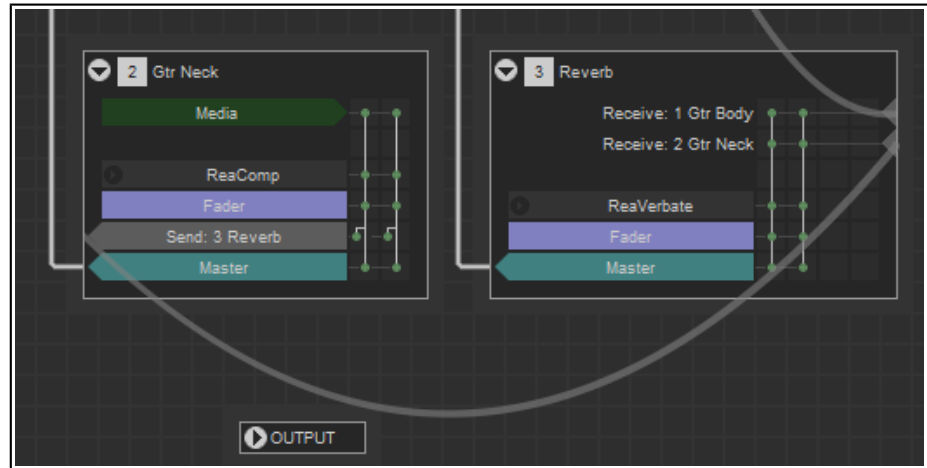 2 Gtr Neck
Media
ReaComp
Fader
Send: 3 Reverb
Master
3 Reverb
Receive: 1 Gtr Body
Receive: 2 Gtr Neck
ReaVerbate
Fader
Master
OUTPUT